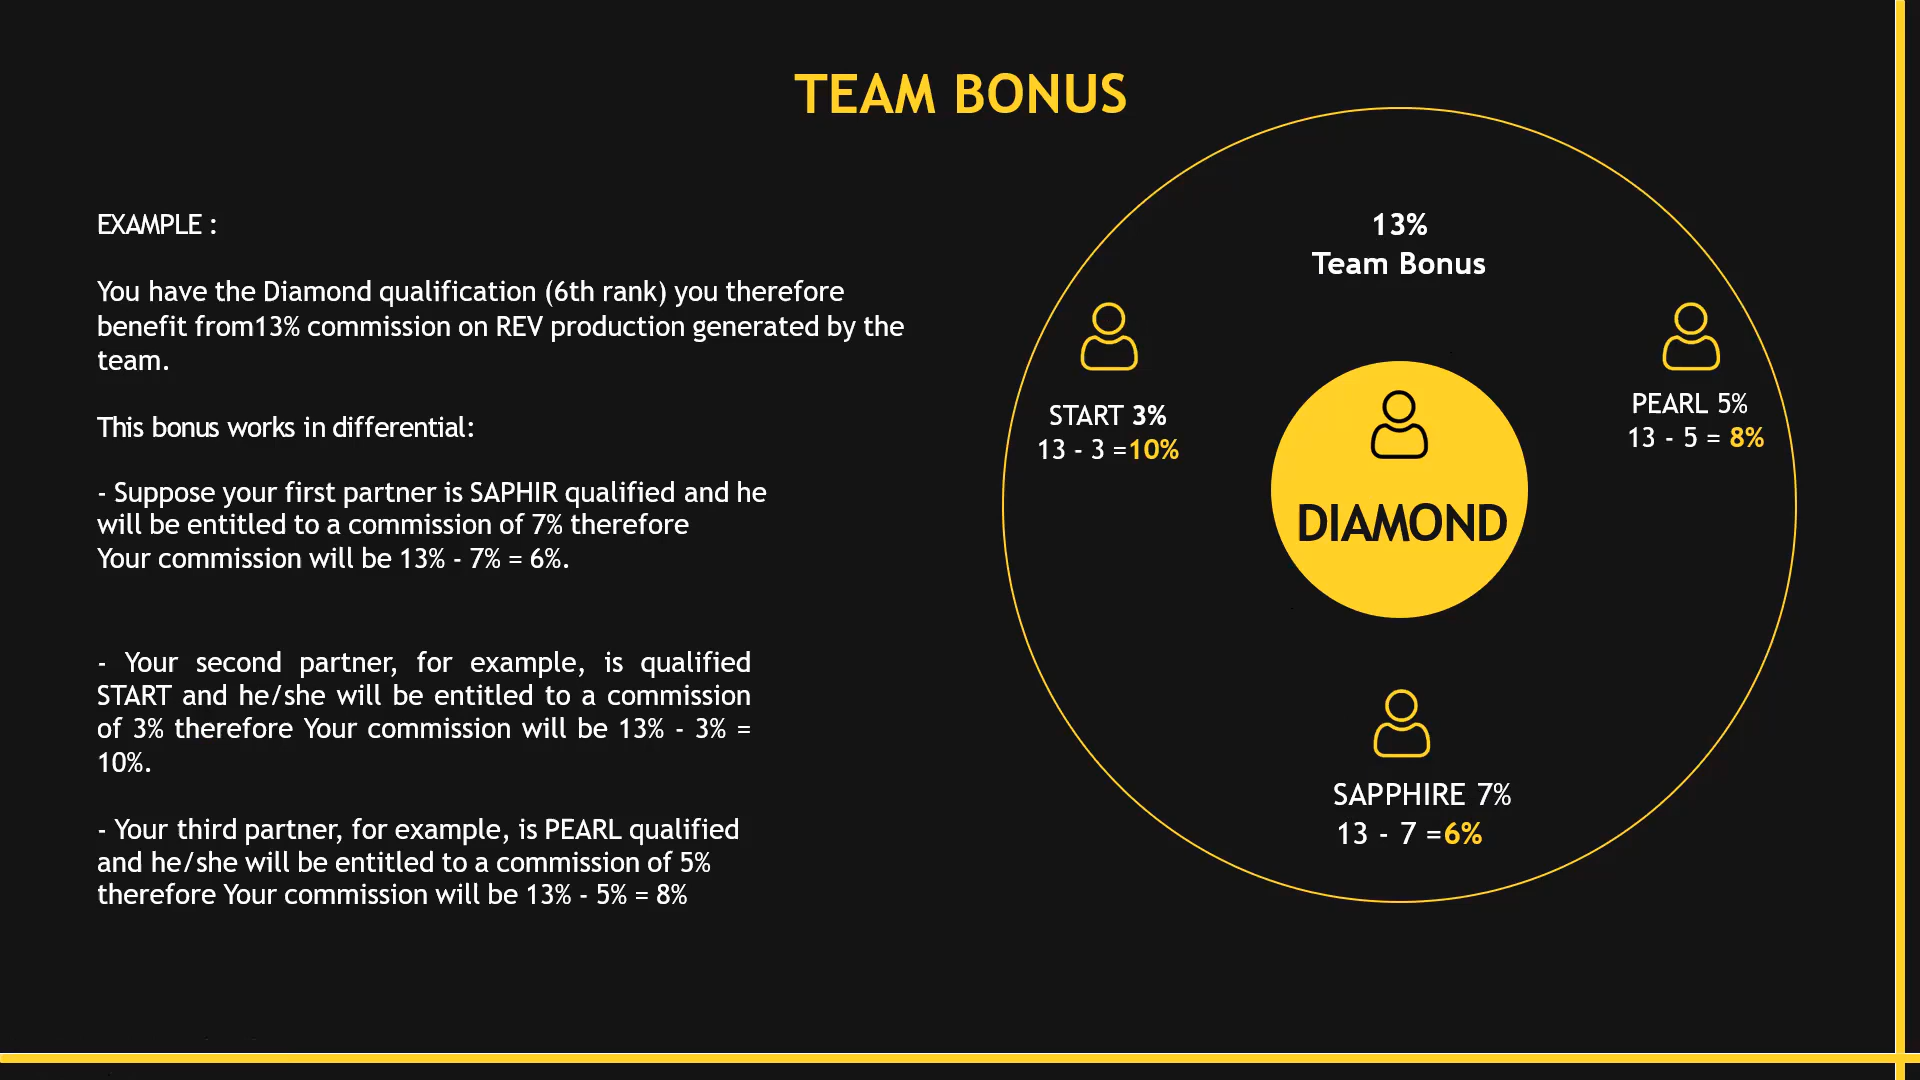 TEAM BONUS
EXAMPLE :
You have the Diamond qualification (6th rank) you therefore
benefit from13% commission on REV production generated by the
team.
This bonus works in differential:
- Suppose your first partner is SAPHIR qualified and he
will be entitled to a commission of 7% therefore
Your commission will be 13% - 7% = 6%.
- Your second partner, for example, is qualified
START and he/she will be entitled to a commission
of 3% therefore Your commission will be 13% - 3% =
10%.
- Your third partner, for example, is PEARL qualified
and he/she will be entitled to a commission of 5%
therefore Your commission will be 13% - 5% = 8%
13%
Team Bonus
START 3%
13 - 3 =10%
PEARL 5%
13 - 5 = 8%
DIAMOND
SAPPHIRE 7%
13 - 7 =6%